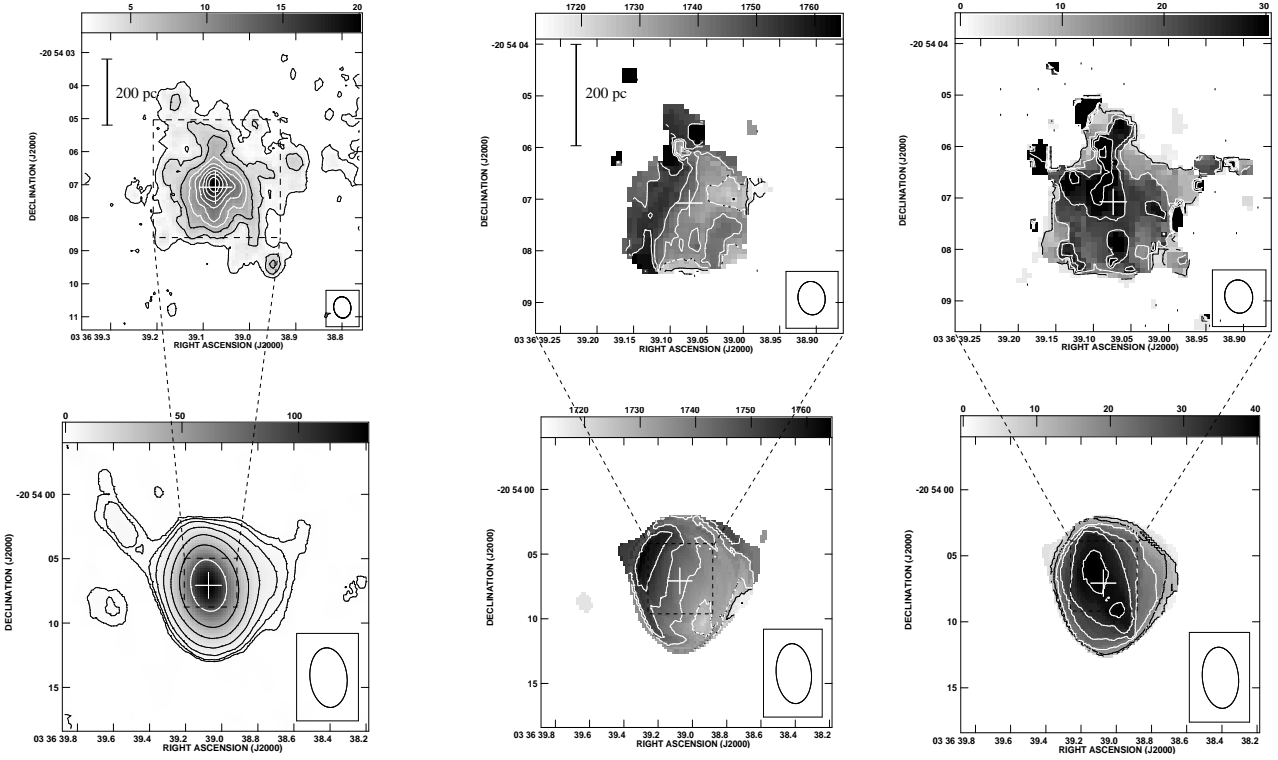 5 10 15 20
-20 54 03
04
05
06
07
08
09
10
11
200 pc
DECLINATION (J2000)
03 36 39.3 39.2 39.1 39.0 38.9 38.8
RIGHT ASCENSION (J2000)
1720 1730 1740 1750 1760
-20 54 04
05
06
07
08
09
200 pc
DECLINATION (J2000)
03 36 39.25 39.20 39.15 39.10 39.05 39.00 38.95 38.90
RIGHT ASCENSION (J2000)
0 10 20 30
-20 54 04
05
06
07
08
09
DECLINATION (J2000)
03 36 39.25 39.20 39.15 39.10 39.05 39.00 38.95 38.90
RIGHT ASCENSION (J2000)
0 50 100
-20 54 00
05
10
15
DECLINATION (J2000)
03 36 39.8 39.6 39.4 39.2 39.0 38.8 38.6 38.4 38.2
RIGHT ASCENSION (J2000)
1720 1730 1740 1750 1760
-20 54 00
05
10
15
DECLINATION (J2000)
03 36 39.8 39.6 39.4 39.2 39.0 38.8 38.6 38.4 38.2
RIGHT ASCENSION (J2000)
0 10 20 30 40
-20 54 00
05
10
15
DECLINATION (J2000)
03 36 39.8 39.6 39.4 39.2 39.0 38.8 38.6 38.4 38.2
RIGHT ASCENSION (J2000)